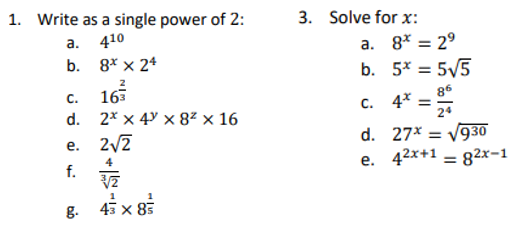 1. Write as a single power of 2:
a. 4¹⁰
b. 8ˣ × 2⁴
c. 16^(2/3)
d. 2ˣ × 4ʸ × 8ᶻ × 16
e. 2√2
f. 4/∛2
g. 4^(1/3) × 8^(1/5)
3. Solve for x:
a. 8ˣ = 2⁹
b. 5ˣ = 5√5
c. 4ˣ = 8⁶/2⁴
d. 27ˣ = √(9³⁰)
e. 4²ˣ⁺¹ = 8²ˣ⁻¹